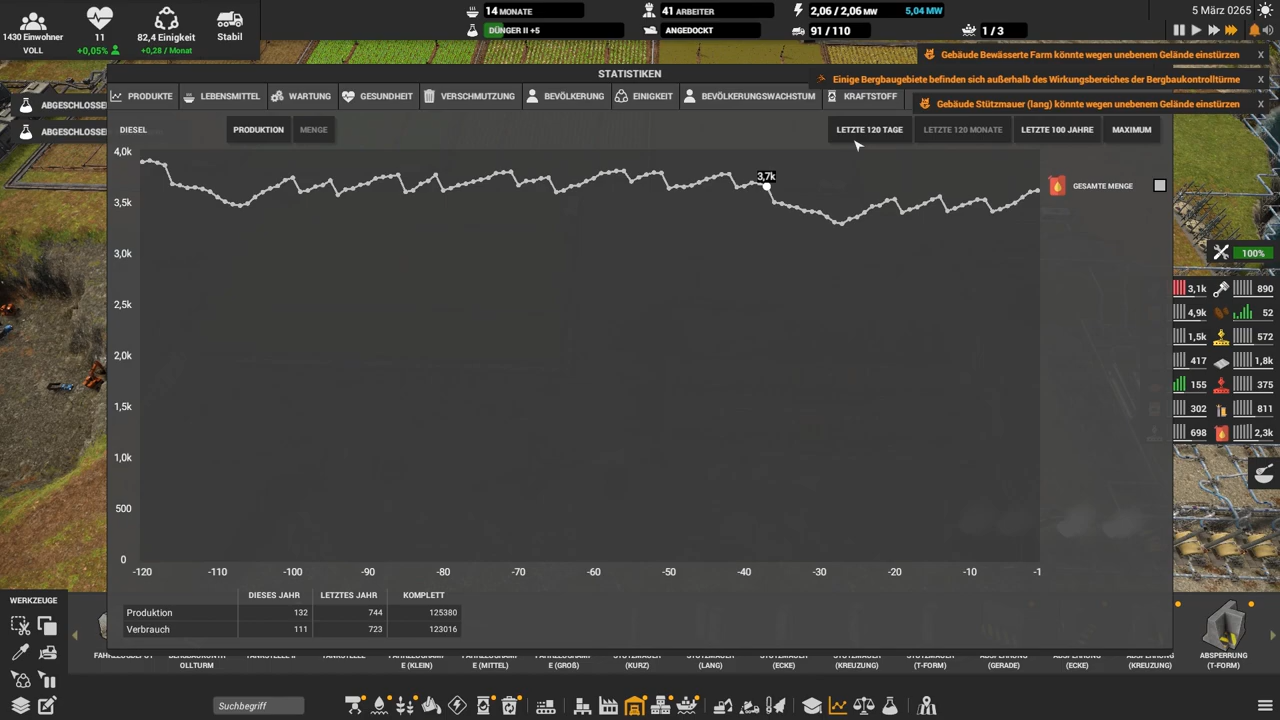 1430 Einwohner
VOLL
11
+0,05%
82,4 Einigkeit
+0,28 / Monat
Stabil
14 MONATE
DÜNGER II +5
41 ARBEITER
ANGEDOCKT
2,06 / 2,06 MW 5,04 MW
91 / 110
1 / 3
5 März 0265
Gebäude Bewässerte Farm könnte wegen unebenem Gelände einstürzen X
Einige Bergbaugebiete befinden sich außerhalb des Wirkungsbereiches der Bergbaukontrolltürme X
Gebäude Stützmauer (lang) könnte wegen unebenem Gelände einstürzen X
ABGESCHLOSSE
ABGESCHLOSSE
STATISTIKEN
PRODUKTE LEBENSMITTEL WARTUNG GESUNDHEIT VERSCHMUTZUNG BEVÖLKERUNG EINIGKEIT BEVÖLKERUNGSWACHSTUM KRAFTSTOFF
DIESEL PRODUKTION MENGE LETZTE 120 TAGE LETZTE 120 MONATE LETZTE 100 JAHRE MAXIMUM
4,0k
3,5k
3,0k
2,5k
2,0k
1,5k
1,0k
500
0
3,7k
GESAMTE MENGE
-120 -110 -100 -90 -80 -70 -60 -50 -40 -30 -20 -10 -1
DIESES JAHR LETZTES JAHR KOMPLETT
Produktion 132 744 125380
Verbrauch 111 723 123016
100%
3,1k 890
4,9k 52
1,5k 572
417 1,8k
155 375
302 811
698 2,3k
WERKZEUGE
FAHRZEUGDEPOT
BERGBAUKONTROLLTURM
TANKSTELLE II
TANKSTELLE
E (KLEIN)
E (MITTEL)
E (GROß)
STÜTZMAUER
(KURZ)
STÜTZMAUER
(LANG)
STÜTZMAUER
(ECKE)
STÜTZMAUER
(KREUZUNG)
STÜTZMAUER
(T-FORM)
ABSPERRUNG
(GERADE)
ABSPERRUNG
(ECKE)
ABSPERRUNG
(KREUZUNG)
ABSPERRUNG
(T-FORM)
Suchbegriff